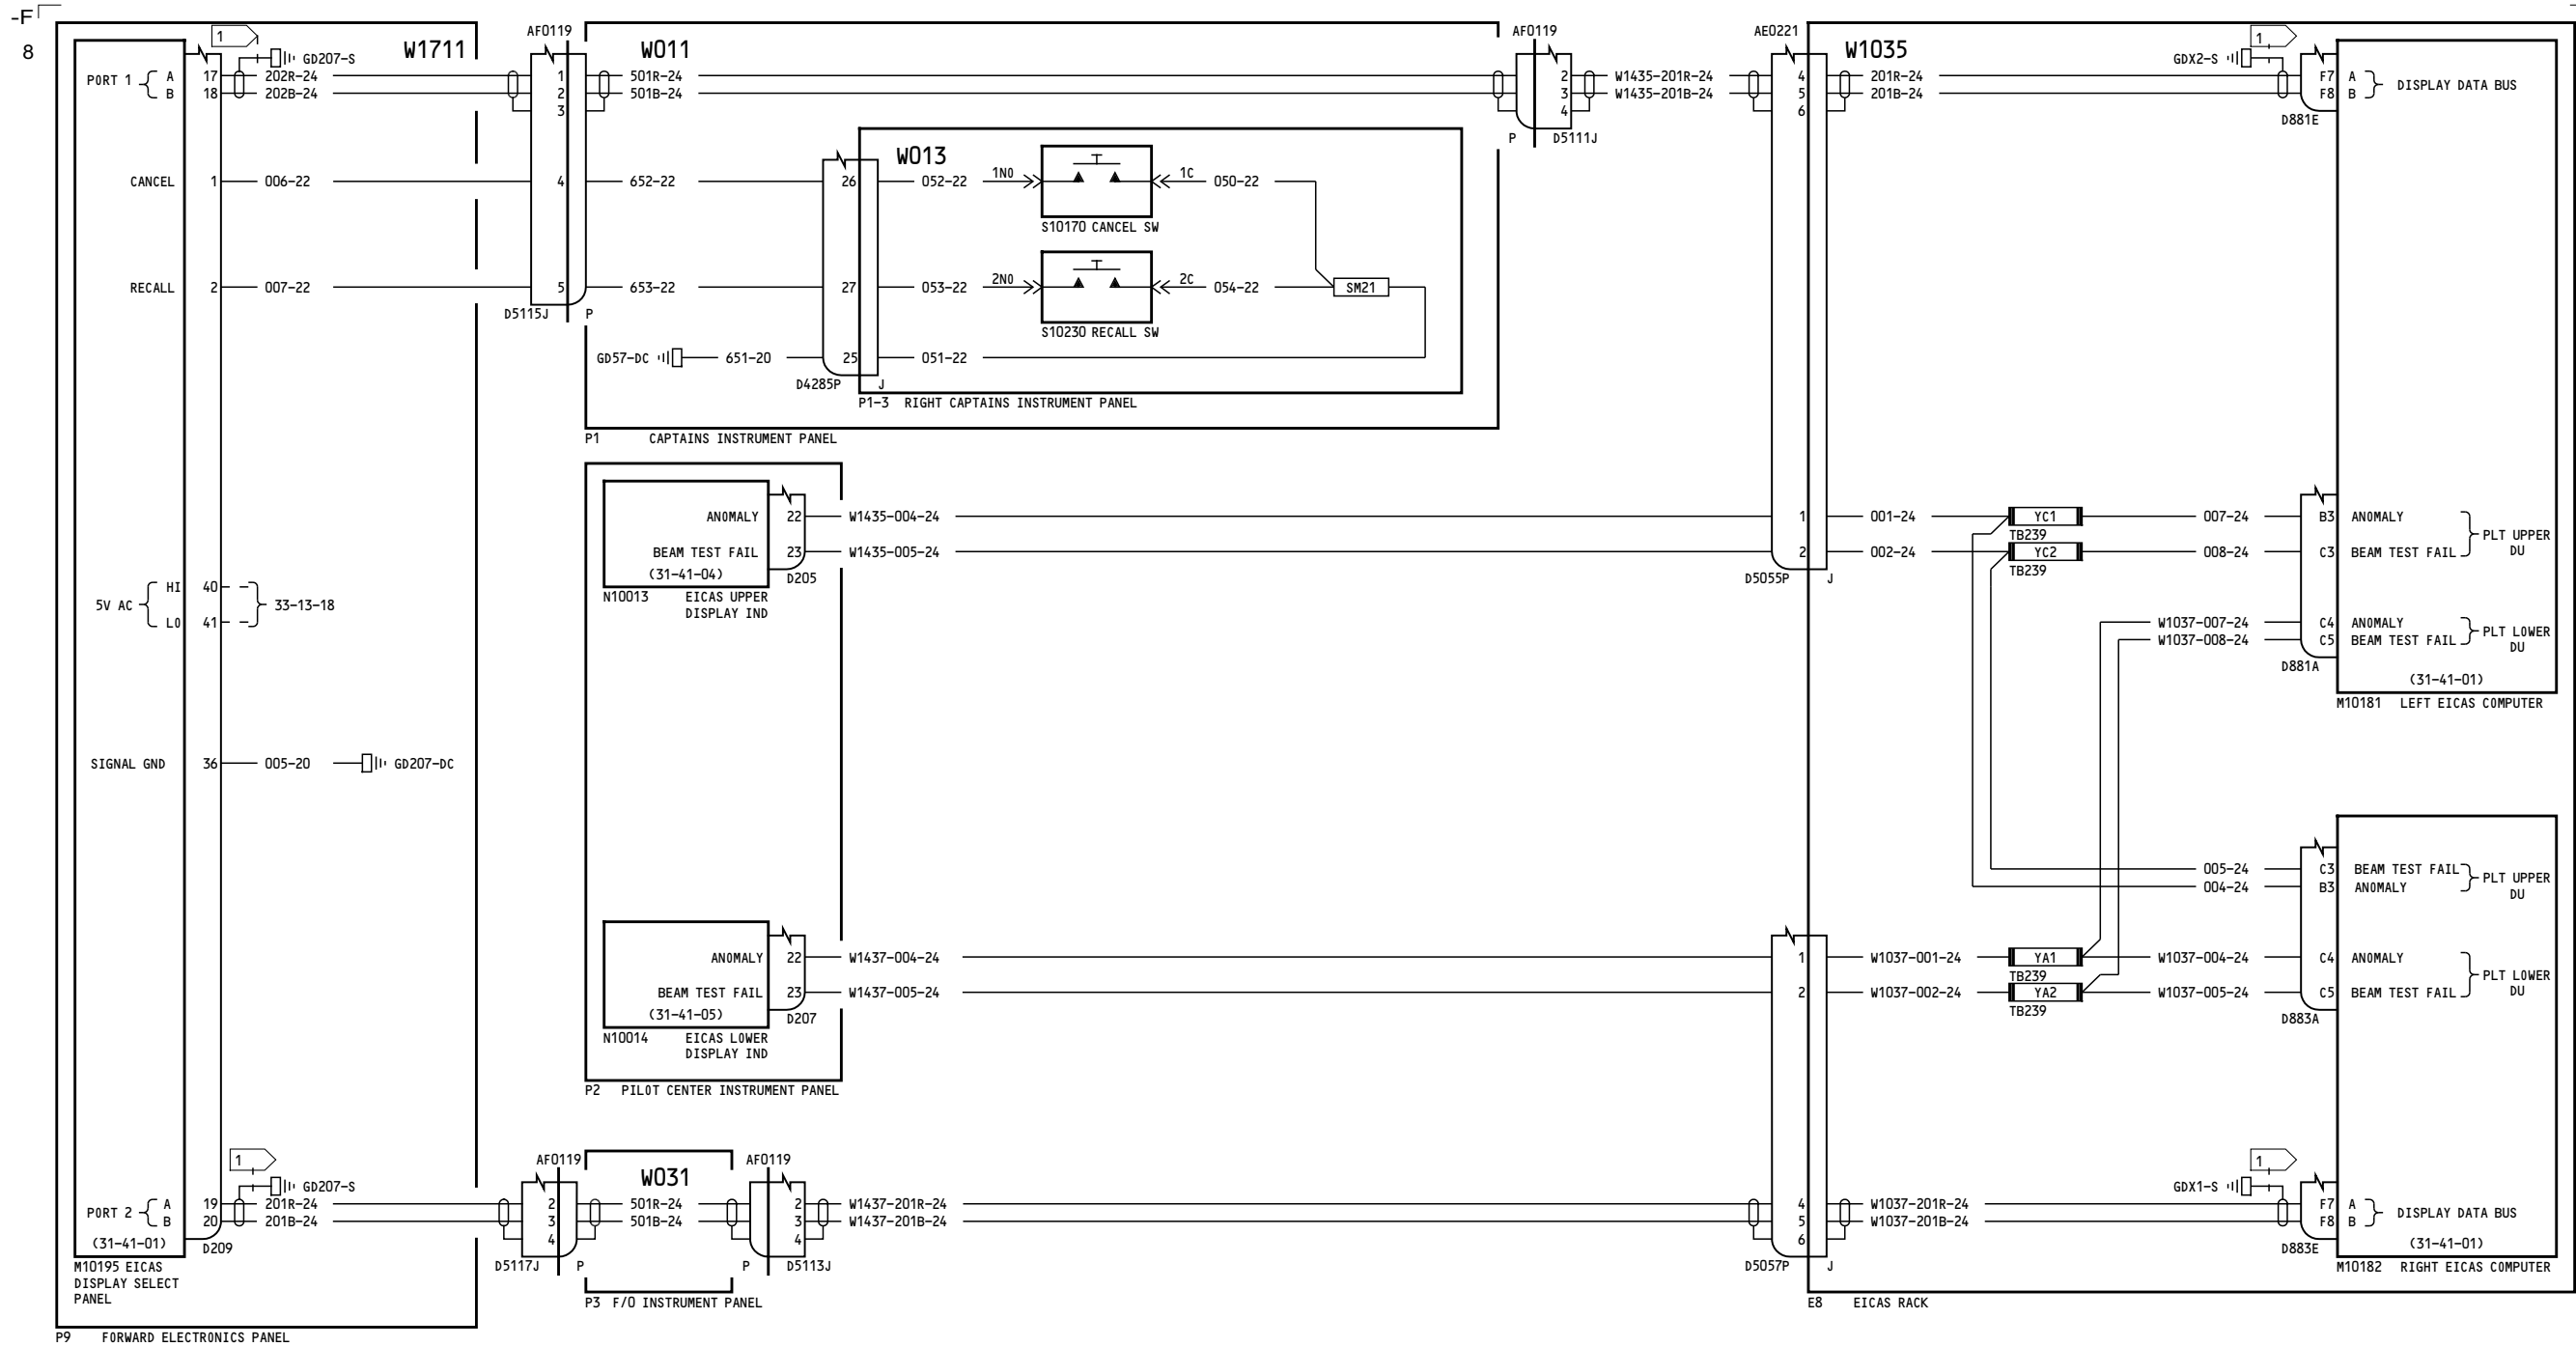 -F
8
1
GD207-S
W1711
PORT 1
A
B
17
18
202R-24
202B-24
CANCEL
1
006-22
RECALL
2
007-22
5V AC
HI
LO
40
41
33-13-18
SIGNAL GND
36
005-20
GD207-DC
1
GD207-S
PORT 2
A
B
19
20
201R-24
201B-24
(31-41-01)
D209
M10195 EICAS
DISPLAY SELECT
PANEL
P9 FORWARD ELECTRONICS PANEL
AF0119
1
2
3
4
5
D5115J
P
W011
501R-24
501B-24
652-22
653-22
GD57-DC
651-20
26
27
25
D4285P
J
W013
052-22
1NO
1C
050-22
S10170 CANCEL SW
053-22
2NO
2C
054-22
SM21
S10230 RECALL SW
051-22
P1-3 RIGHT CAPTAINS INSTRUMENT PANEL
P1 CAPTAINS INSTRUMENT PANEL
AF0119
2
3
4
P
D5111J
W1435-201R-24
W1435-201B-24
ANOMALY
22
W1435-004-24
BEAM TEST FAIL
23
W1435-005-24
(31-41-04)
D205
N10013
EICAS UPPER
DISPLAY IND
ANOMALY
22
W1437-004-24
BEAM TEST FAIL
23
W1437-005-24
(31-41-05)
D207
N10014
EICAS LOWER
DISPLAY IND
P2 PILOT CENTER INSTRUMENT PANEL
AF0119
2
3
4
D5117J
P
W031
501R-24
501B-24
P3 F/O INSTRUMENT PANEL
AF0119
2
3
4
P
D5113J
W1437-201R-24
W1437-201B-24
AE0221
4
5
6
1
2
D5055P
J
W1035
201R-24
201B-24
001-24
YC1
TB239
007-24
002-24
YC2
TB239
008-24
W1037-007-24
W1037-008-24
005-24
004-24
1
2
4
5
6
D5057P
J
W1037-001-24
YA1
TB239
W1037-004-24
W1037-002-24
YA2
TB239
W1037-005-24
W1037-201R-24
W1037-201B-24
1
GDX2-S
F7
F8
A
B
DISPLAY DATA BUS
D881E
B3
ANOMALY
C3
BEAM TEST FAIL
PLT UPPER
DU
C4
ANOMALY
C5
BEAM TEST FAIL
PLT LOWER
DU
D881A
(31-41-01)
M10181 LEFT EICAS COMPUTER
C3
BEAM TEST FAIL
B3
ANOMALY
PLT UPPER
DU
C4
ANOMALY
C5
BEAM TEST FAIL
PLT LOWER
DU
D883A
1
GDX1-S
F7
F8
A
B
DISPLAY DATA BUS
D883E
(31-41-01)
M10182 RIGHT EICAS COMPUTER
E8 EICAS RACK